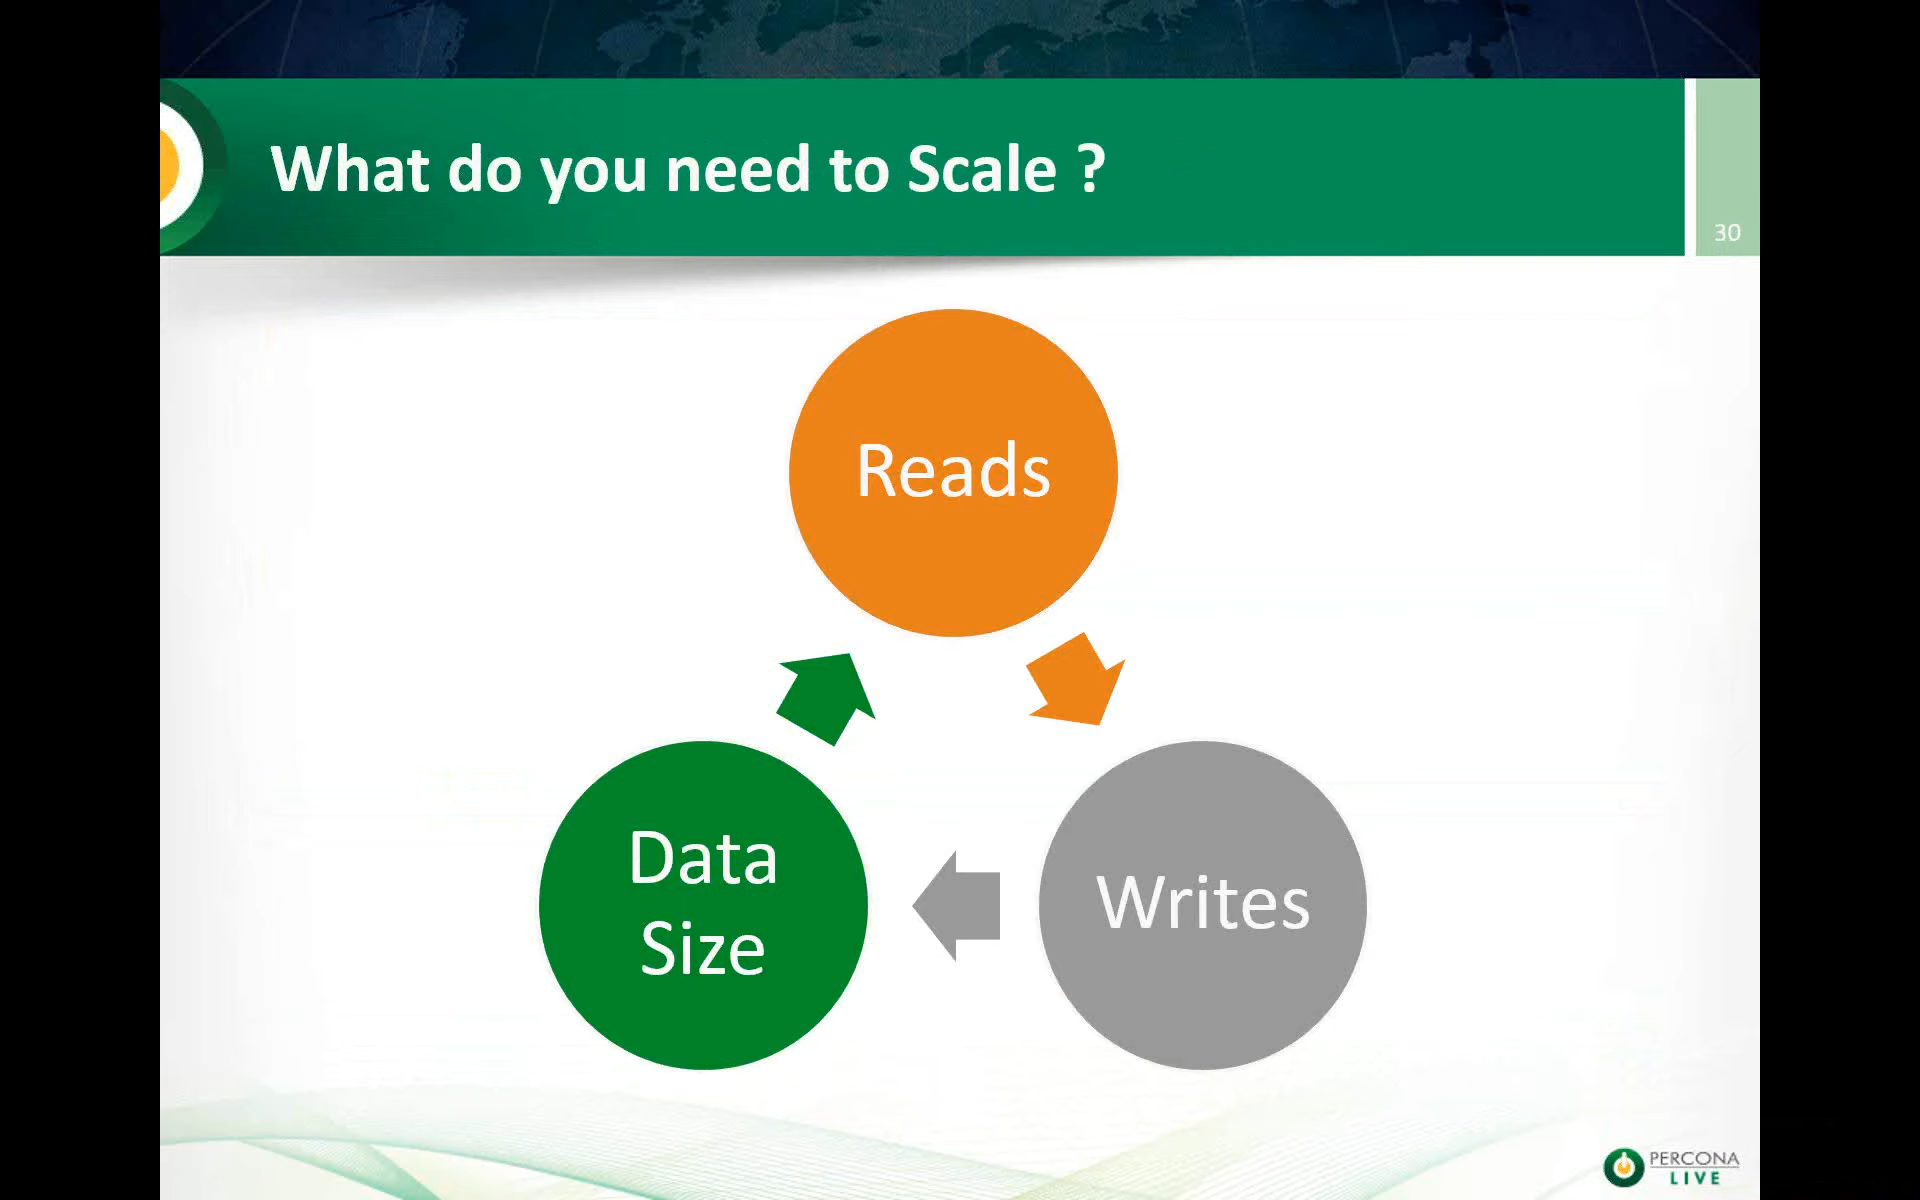 What do you need to Scale ?
30
Reads
Data
Size
Writes
PERCONA
LIVE